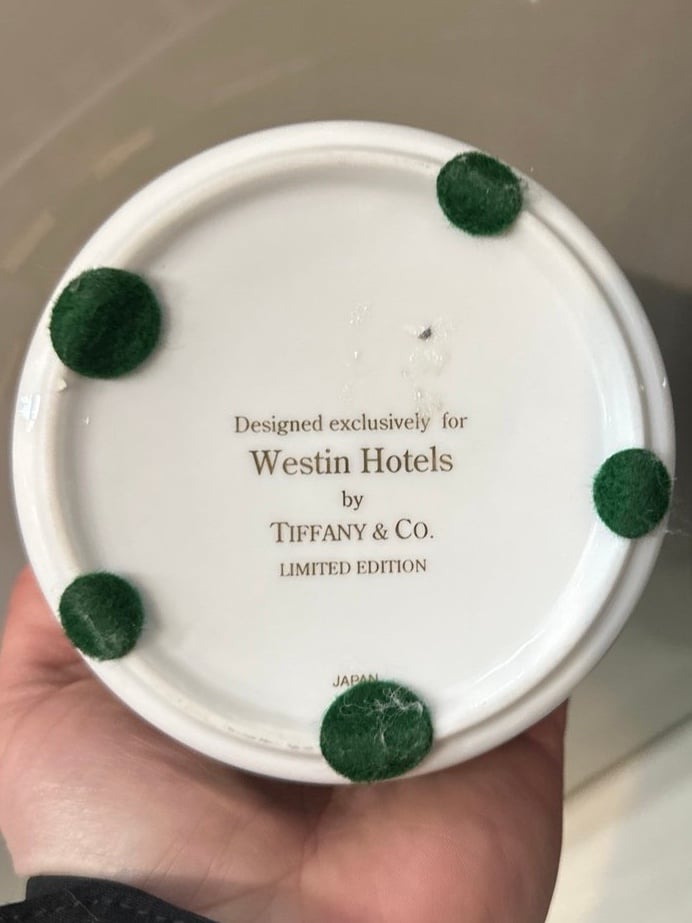 Designed exclusively for
Westin Hotels
by
TIFFANY & CO.
LIMITED EDITION
JAPAN